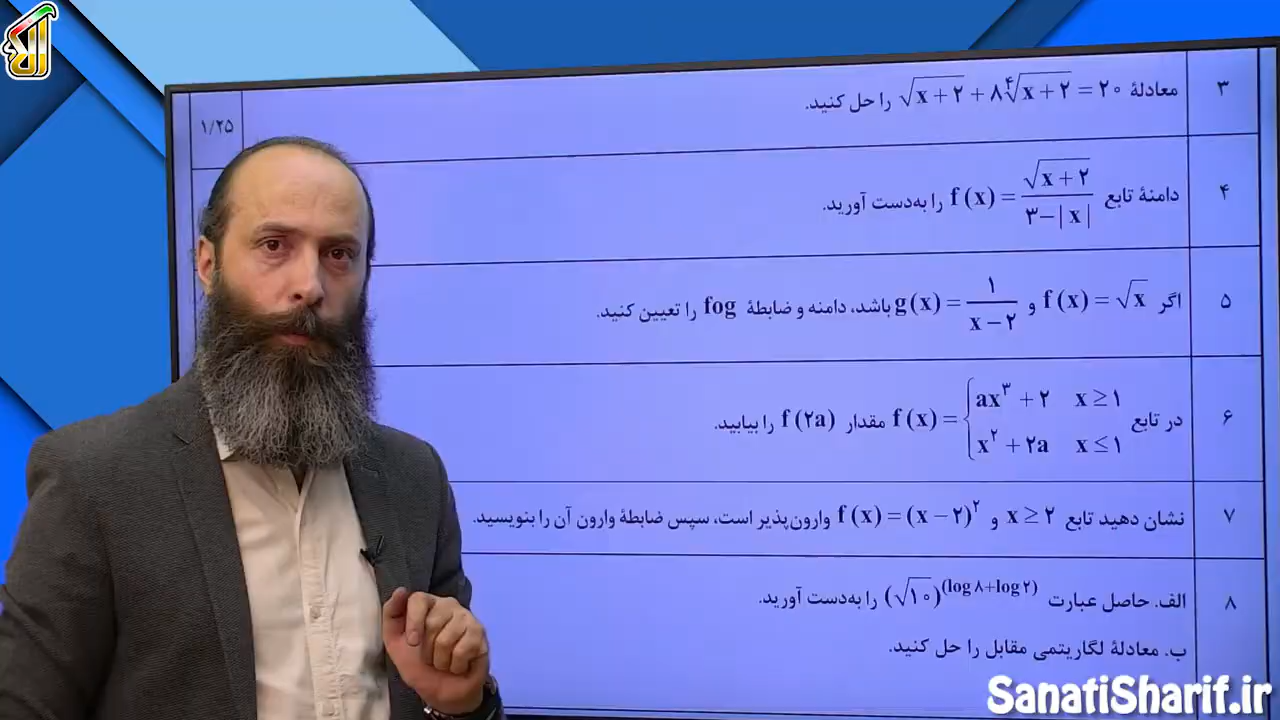 ۳ معادلهٔ √(x+۲) + ۸ ⁴√(x+۲) = ۲۰ را حل کنید.
۱/۲۵
۴ دامنهٔ تابع f(x) = √(x+۲) / (۳−|x|) را به‌دست آورید.
۵ اگر f(x) = √x و g(x) = ۱/(x−۲) باشد، دامنه و ضابطهٔ fog را تعیین کنید.
۶ در تابع f(x) = { ax³ + ۲ x ≥ ۱ ; x² + ۲a x ≤ ۱ مقدار f(۲a) را بیابید.
۷ نشان دهید تابع x ≥ ۲ و f(x) = (x−۲)² وارون‌پذیر است، سپس ضابطهٔ وارون آن را بنویسید.
۸ الف. حاصل عبارت (√۱۰)^(log ۸+log ۲) را به‌دست آورید.
ب. معادلهٔ لگاریتمی مقابل را حل کنید.
SanatiSharif.ir